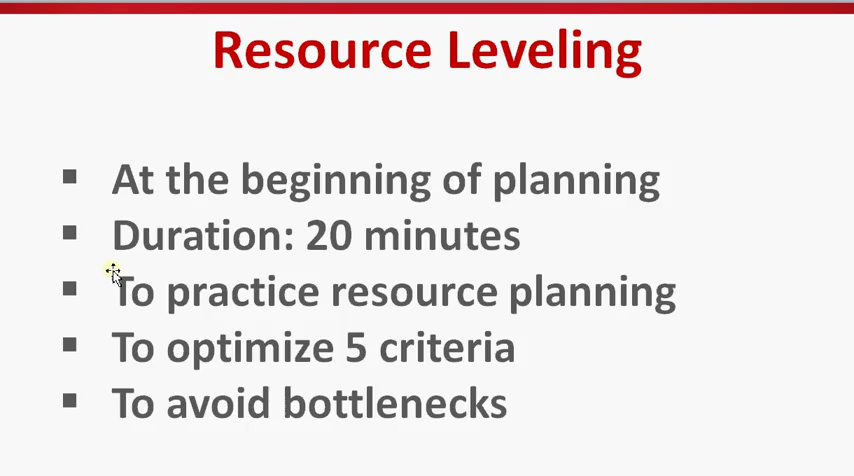 Resource Leveling
▪ At the beginning of planning
▪ Duration: 20 minutes
▪ To practice resource planning
▪ To optimize 5 criteria
▪ To avoid bottlenecks